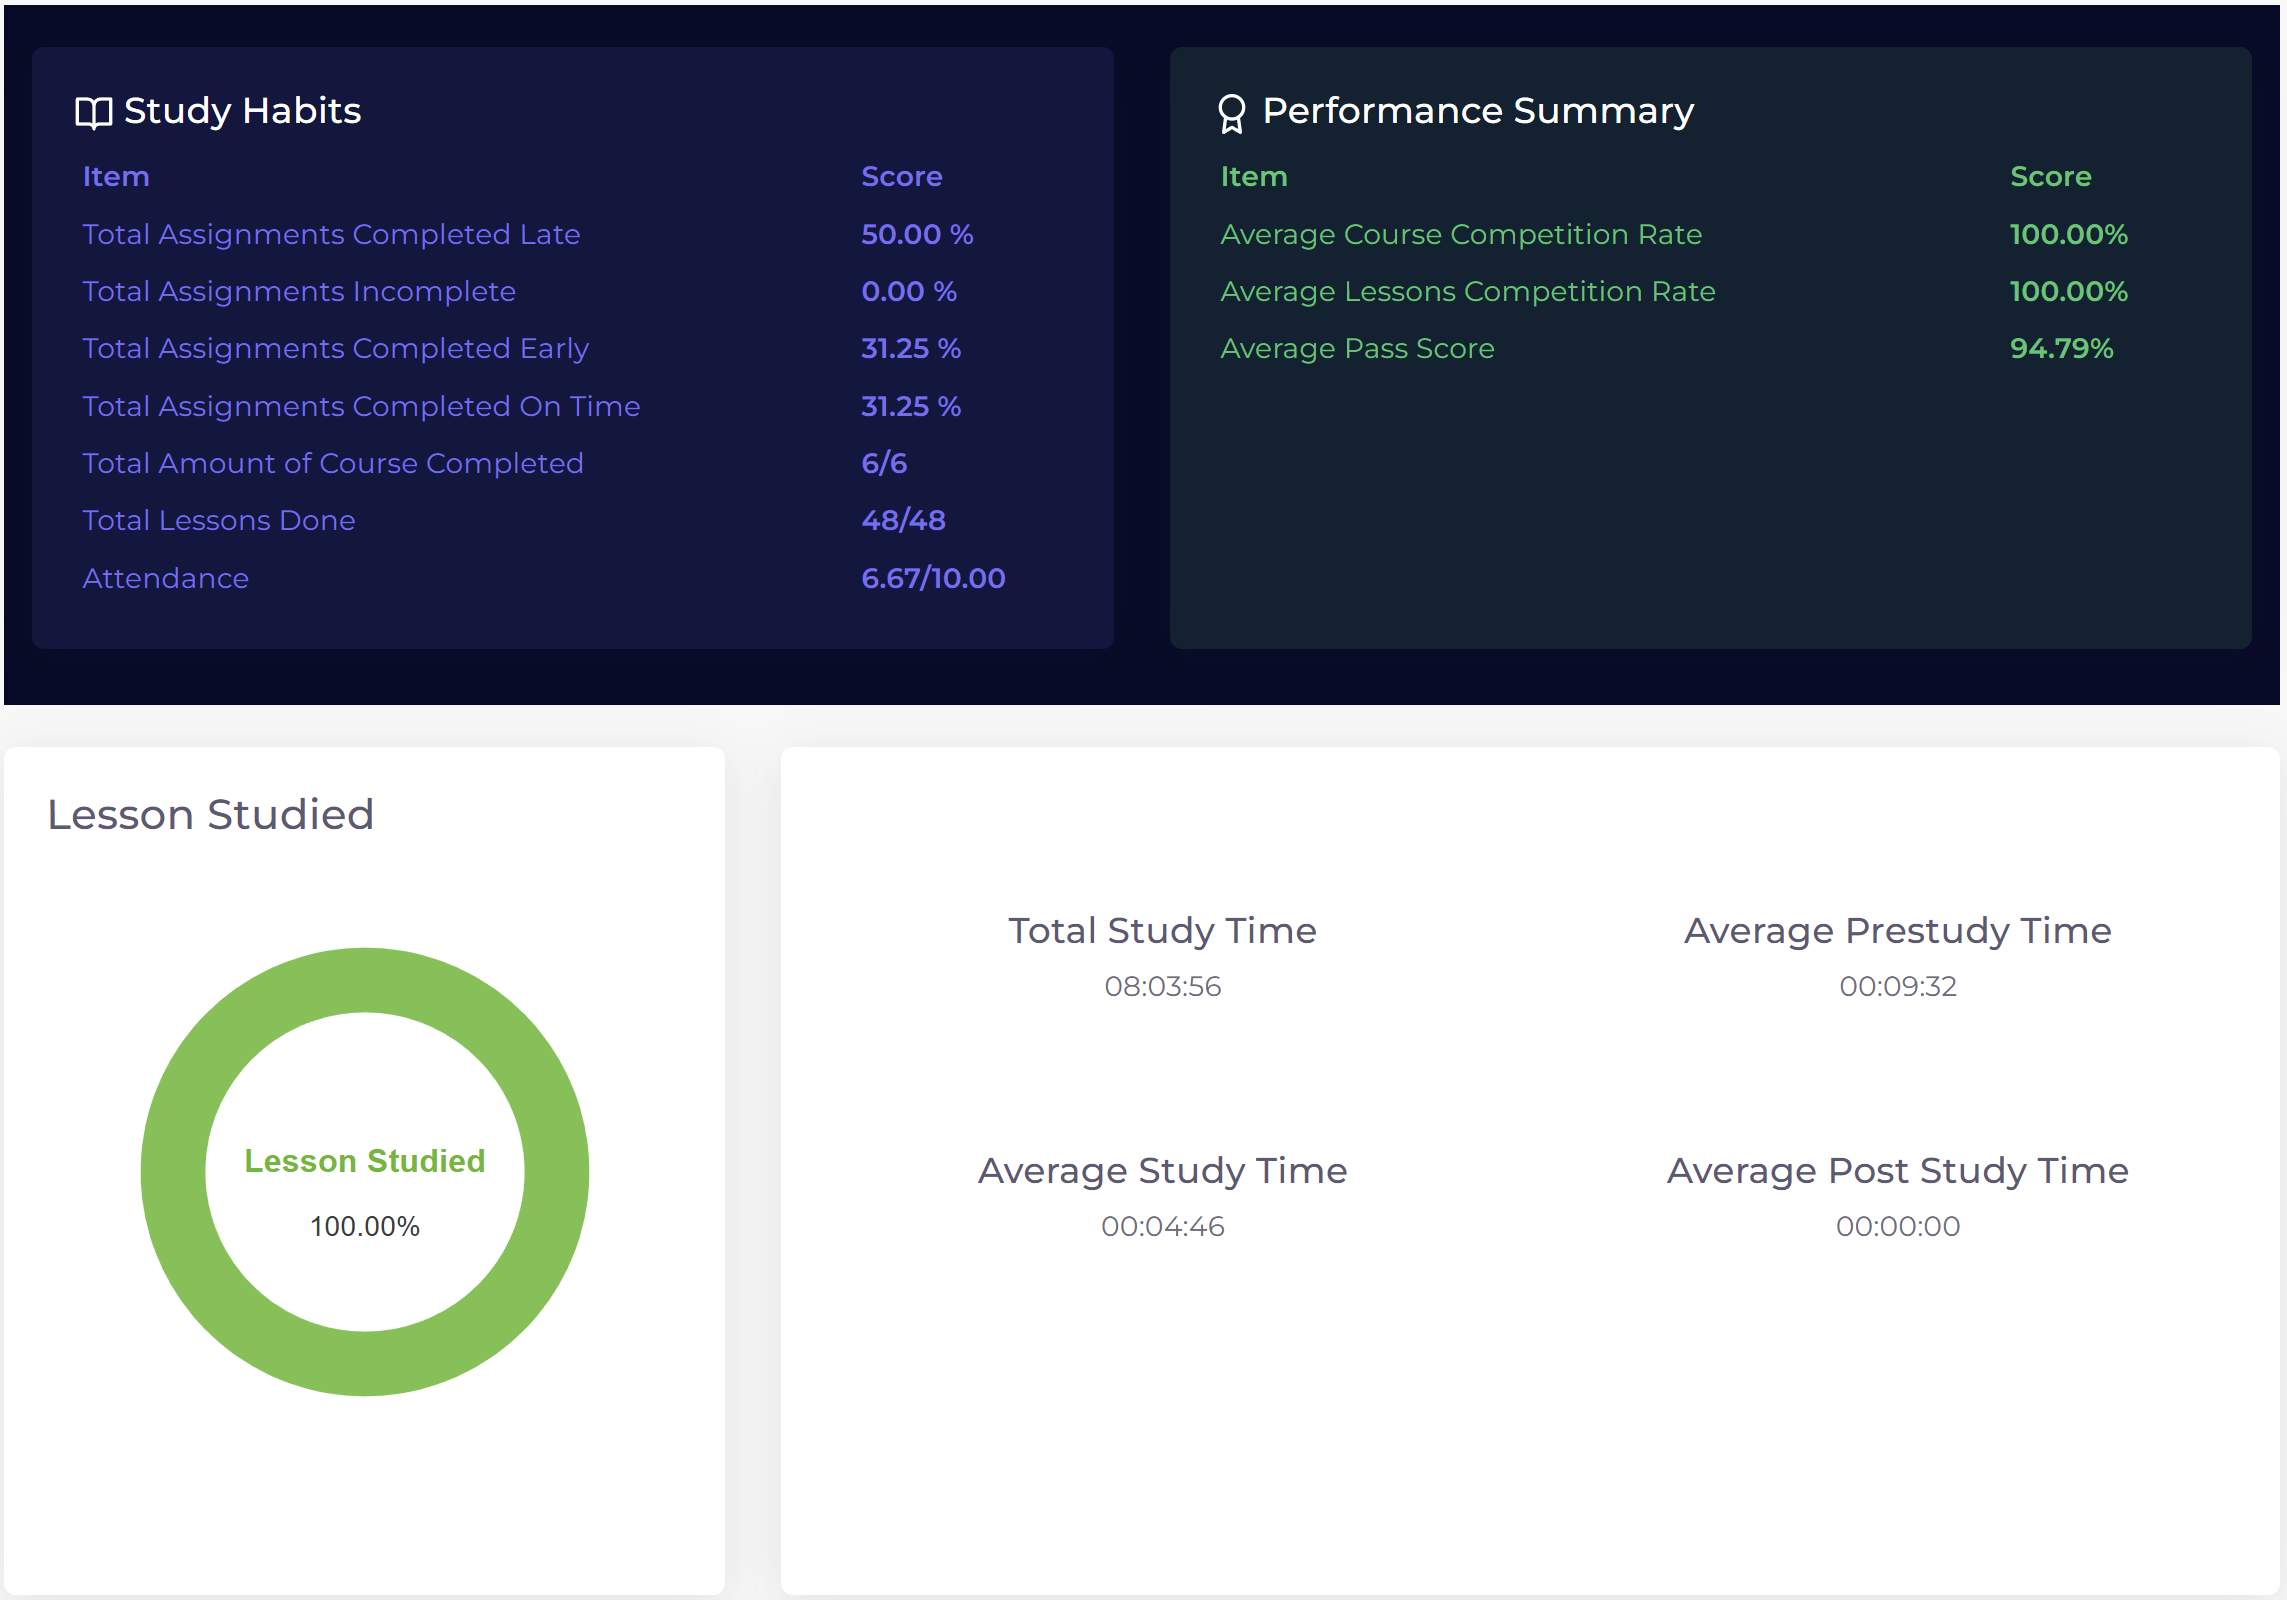 Study Habits
Item Score
Total Assignments Completed Late 50.00 %
Total Assignments Incomplete 0.00 %
Total Assignments Completed Early 31.25 %
Total Assignments Completed On Time 31.25 %
Total Amount of Course Completed 6/6
Total Lessons Done 48/48
Attendance 6.67/10.00
Performance Summary
Item Score
Average Course Competition Rate 100.00%
Average Lessons Competition Rate 100.00%
Average Pass Score 94.79%
Lesson Studied
Lesson Studied
100.00%
Total Study Time
08:03:56
Average Prestudy Time
00:09:32
Average Study Time
00:04:46
Average Post Study Time
00:00:00